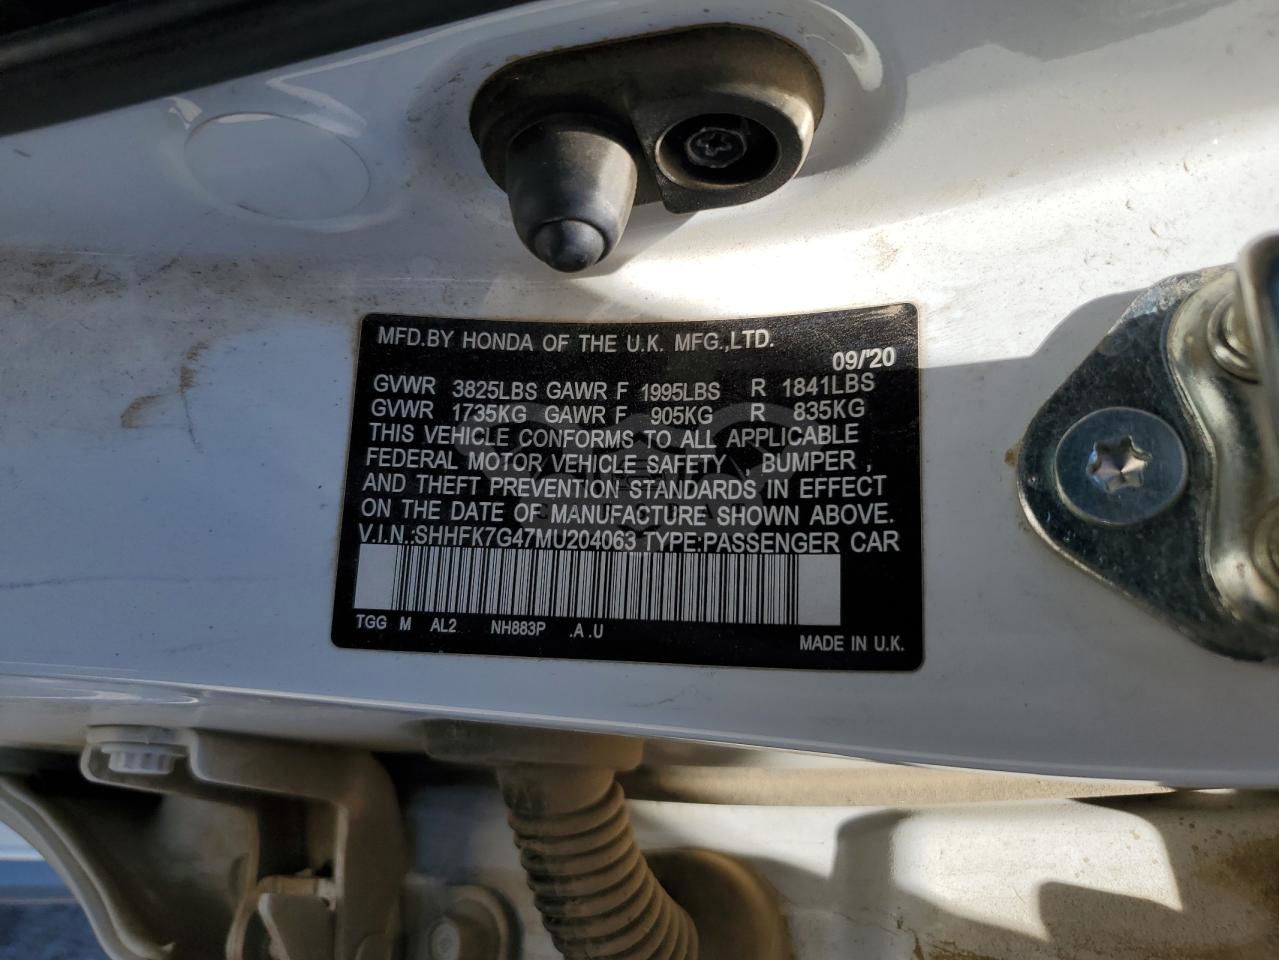 MFD.BY HONDA OF THE U.K. MFG.,LTD.
09/'20
GVWR 3825LBS GAWR F 1995LBS R 1841LBS
GVWR 1735KG GAWR F 905KG R 835KG
THIS VEHICLE CONFORMS TO ALL APPLICABLE
FEDERAL MOTOR VEHICLE SAFETY , BUMPER ,
AND THEFT PREVENTION STANDARDS IN EFFECT
ON THE DATE OF MANUFACTURE SHOWN ABOVE.
V.I.N.:SHHFK7G47MU204063 TYPE:PASSENGER CAR
TGG M AL2 NH883P .A .U
MADE IN U.K.